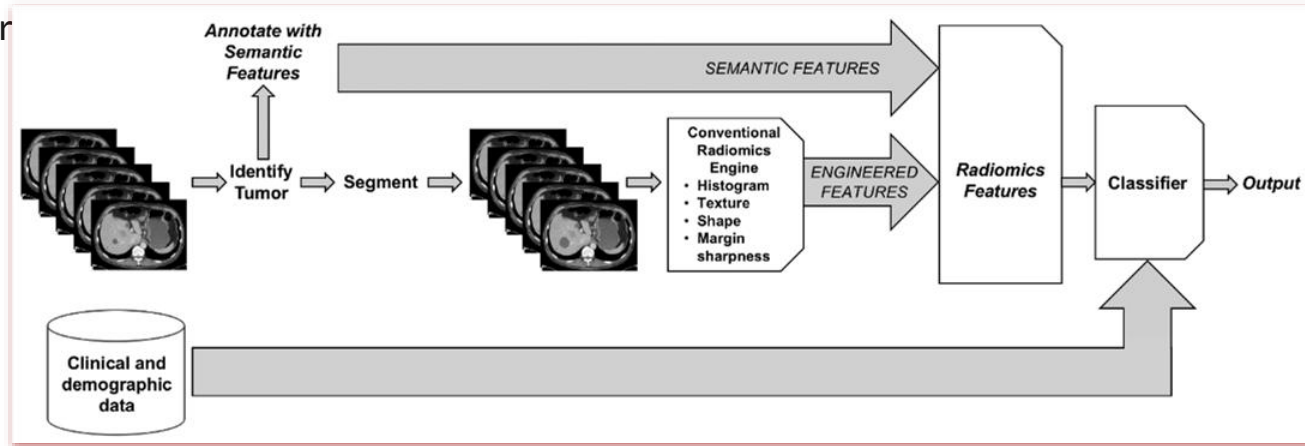 Annotate with
Semantic
Features
SEMANTIC FEATURES
Identify
Tumor
Segment
Conventional
Radiomics
Engine
• Histogram
• Texture
• Shape
• Margin
sharpness
ENGINEERED
FEATURES
Radiomics
Features
Classifier
Output
Clinical and
demographic
data